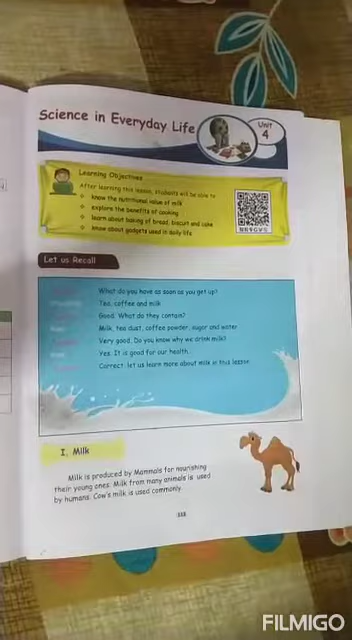 Science in Everyday Life
Unit
4
Learning Objectives
After learning this lesson, students will be able to
know the nutritional value of milk
explore the benefits of cooking
learn about baking of bread, biscuit and cake
know about gadgets used in daily life
Let us Recall
What do you have as soon as you get up?
Tea, coffee and milk
Good. What do they contain?
Milk, tea dust, coffee powder, sugar and water
Very good. Do you know why we drink milk?
Yes. It is good for our health.
Correct. let us learn more about milk in this lesson.
I. Milk
Milk is produced by Mammals for nourishing
their young ones. Milk from many animals is used
by humans. Cow's milk is used commonly.
FILMIGO